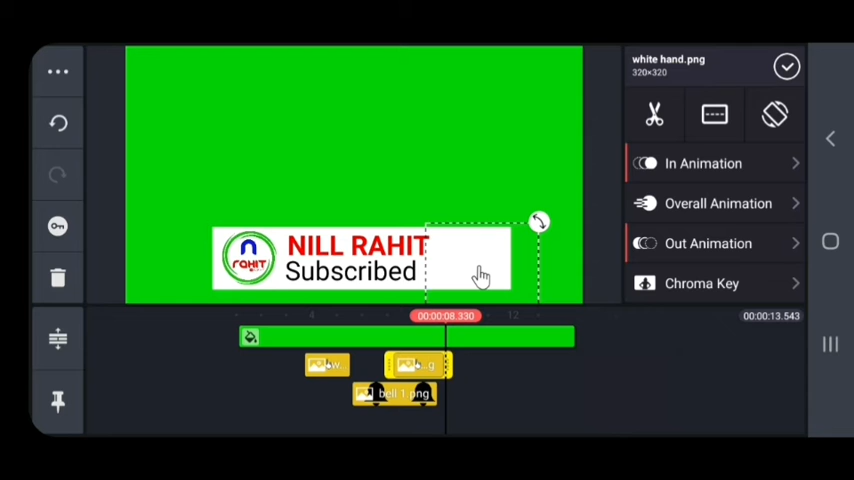 white hand.png
320×320
In Animation
Overall Animation
Out Animation
Chroma Key
NILL RAHIT
Subscribed
RAHIT
4
00:00:08.330
12
00:00:13.543
w.
...g
bell 1 png